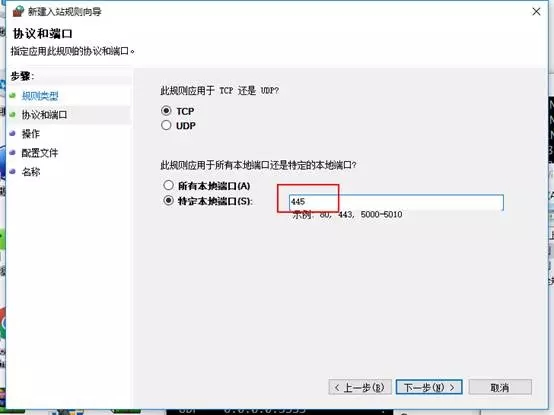 新建入站规则向导
协议和端口
指定应用此规则的协议和端口。
步骤:
规则类型
协议和端口
操作
配置文件
名称
此规则应用于 TCP 还是 UDP?
TCP
UDP
此规则应用于所有本地端口还是特定的本地端口?
所有本地端口(A)
特定本地端口(S):
445
示例: 80, 443, 5000-5010
< 上一步(B)
下一步(N) >
取消